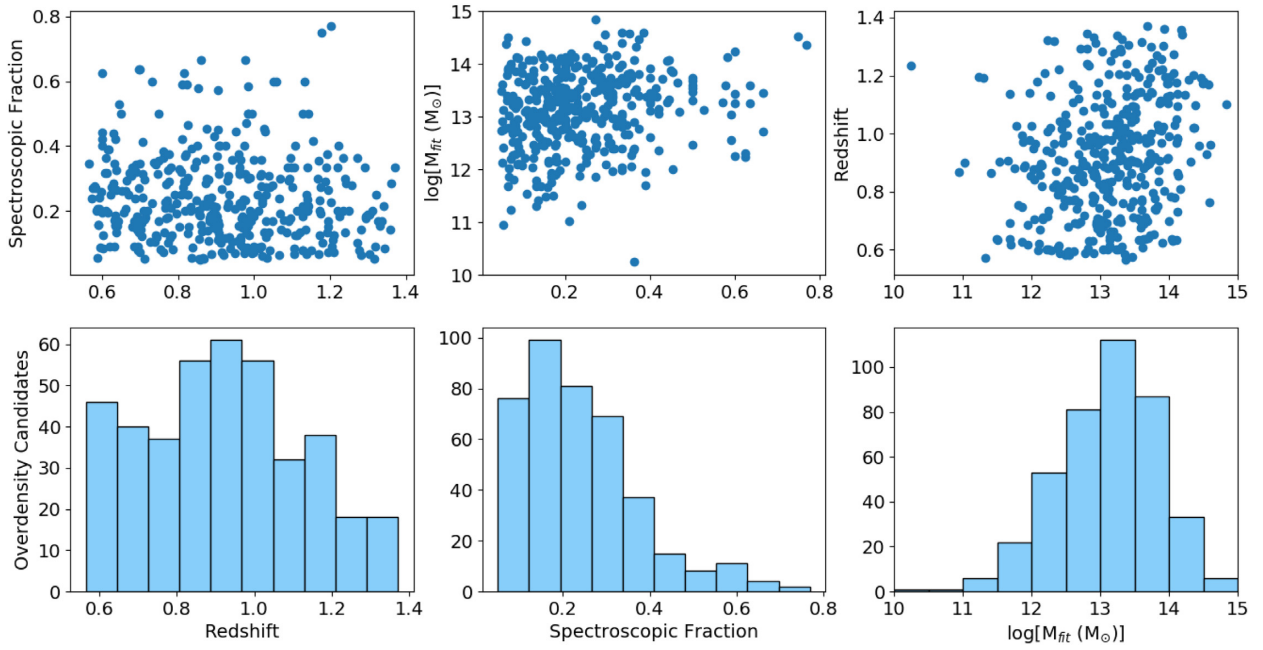 0.8
0.6
0.4
0.2
Spectroscopic Fraction
0.6 0.8 1.0 1.2 1.4
15
14
13
12
11
10
log[M_fit (M_⊙)]
0.2 0.4 0.6 0.8
1.4
1.2
1.0
0.8
0.6
Redshift
10 11 12 13 14 15
60
50
40
30
20
10
0
Overdensity Candidates
0.6 0.8 1.0 1.2 1.4
Redshift
100
80
60
40
20
0
0.2 0.4 0.6 0.8
Spectroscopic Fraction
100
80
60
40
20
0
10 11 12 13 14 15
log[M_fit (M_⊙)]